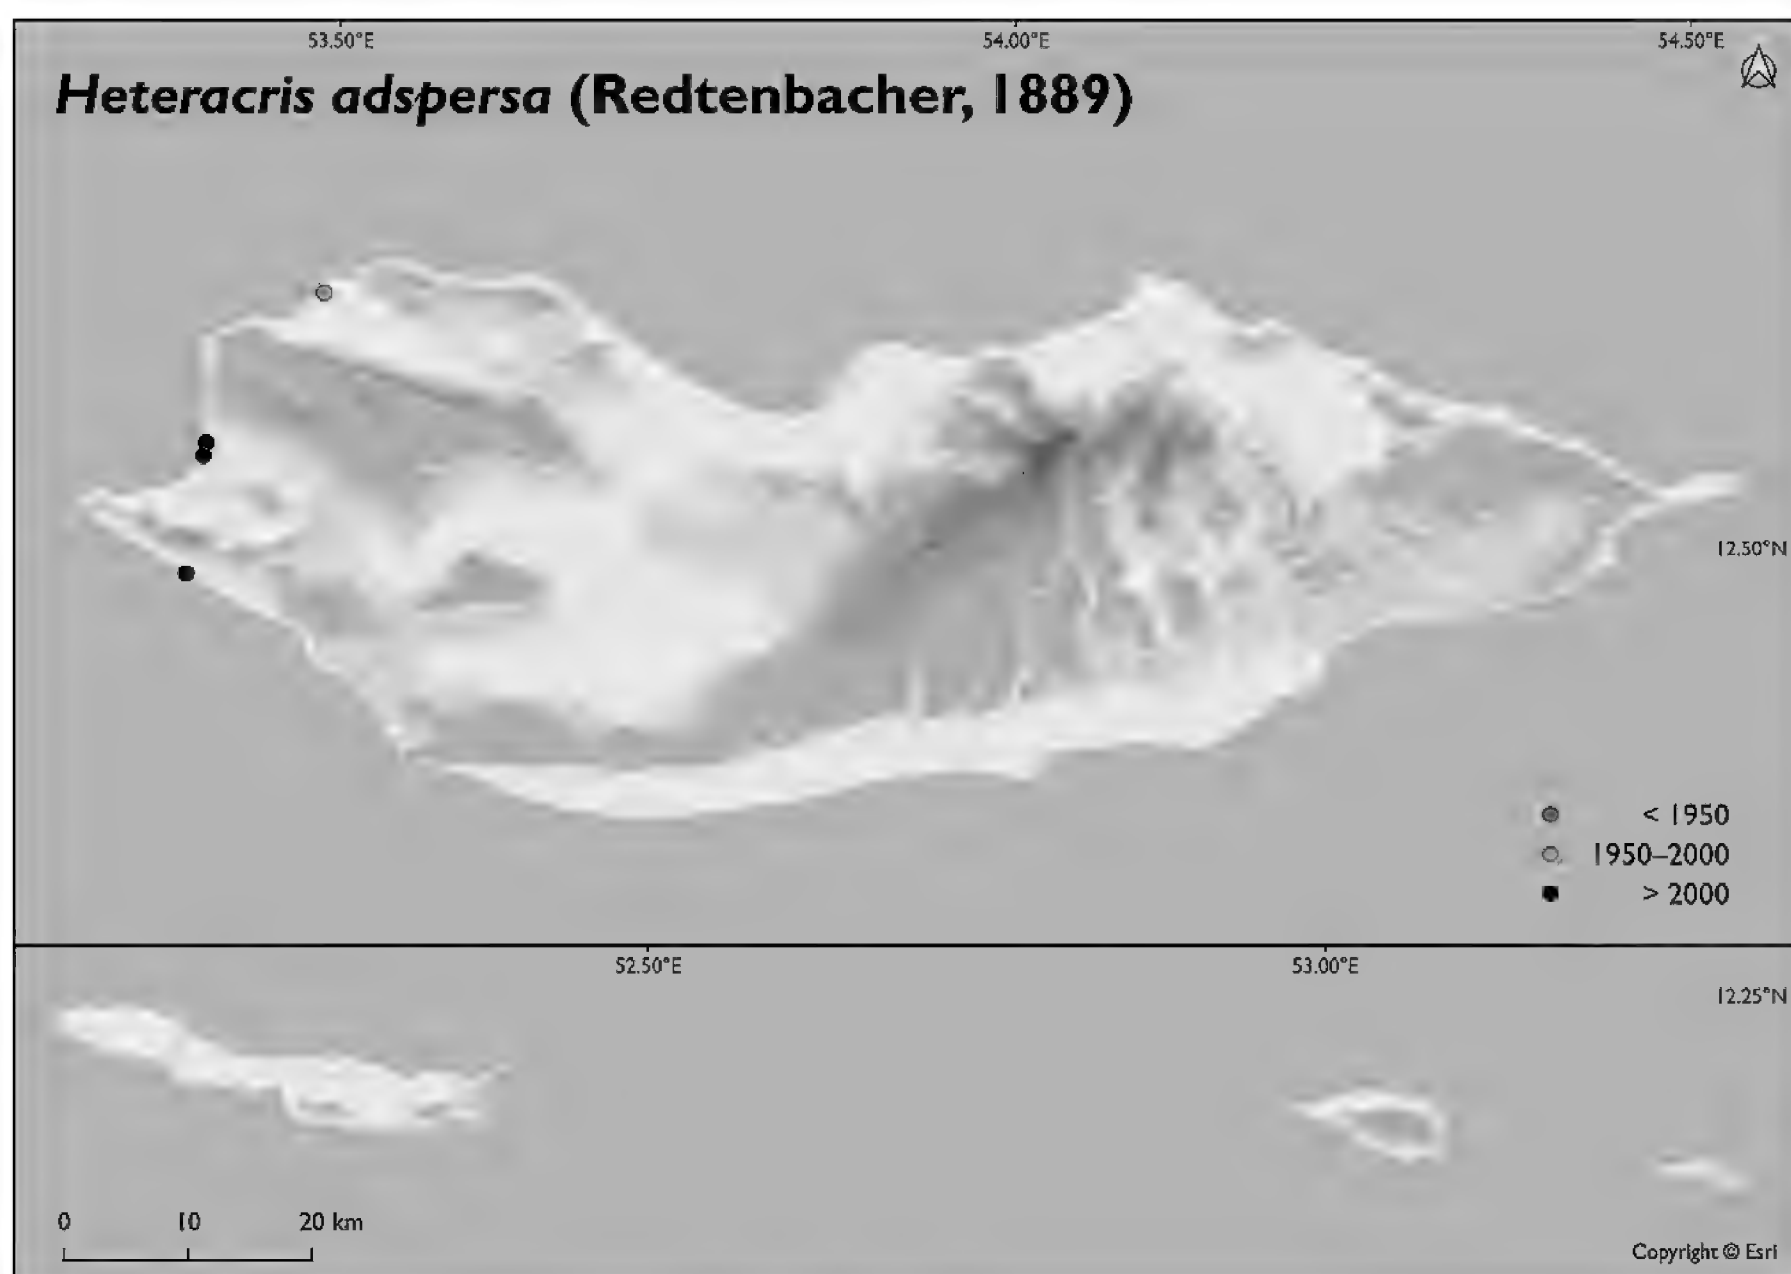 53.50°E 54.00°E 54.50°E
Heteracris adspersa (Redtenbacher, 1889)
12.50°N
< 1950
1950–2000
> 2000
52.50°E 53.00°E
12.25°N
0 10 20 km
Copyright © Esri